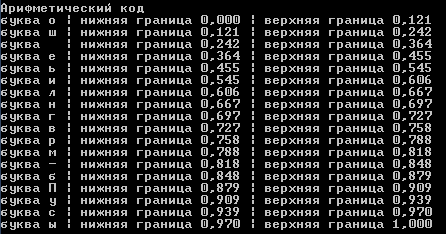 Арифметический код
буква о ¦ нижняя граница 0,000 ¦ верхняя граница 0,121
буква ш ¦ нижняя граница 0,121 ¦ верхняя граница 0,242
буква   ¦ нижняя граница 0,242 ¦ верхняя граница 0,364
буква е ¦ нижняя граница 0,364 ¦ верхняя граница 0,455
буква ь ¦ нижняя граница 0,455 ¦ верхняя граница 0,545
буква и ¦ нижняя граница 0,545 ¦ верхняя граница 0,606
буква л ¦ нижняя граница 0,606 ¦ верхняя граница 0,667
буква н ¦ нижняя граница 0,667 ¦ верхняя граница 0,697
буква г ¦ нижняя граница 0,697 ¦ верхняя граница 0,727
буква в ¦ нижняя граница 0,727 ¦ верхняя граница 0,758
буква р ¦ нижняя граница 0,758 ¦ верхняя граница 0,788
буква м ¦ нижняя граница 0,788 ¦ верхняя граница 0,818
буква - ¦ нижняя граница 0,818 ¦ верхняя граница 0,848
буква б ¦ нижняя граница 0,848 ¦ верхняя граница 0,879
буква П ¦ нижняя граница 0,879 ¦ верхняя граница 0,909
буква у ¦ нижняя граница 0,909 ¦ верхняя граница 0,939
буква с ¦ нижняя граница 0,939 ¦ верхняя граница 0,970
буква ы ¦ нижняя граница 0,970 ¦ верхняя граница 1,000